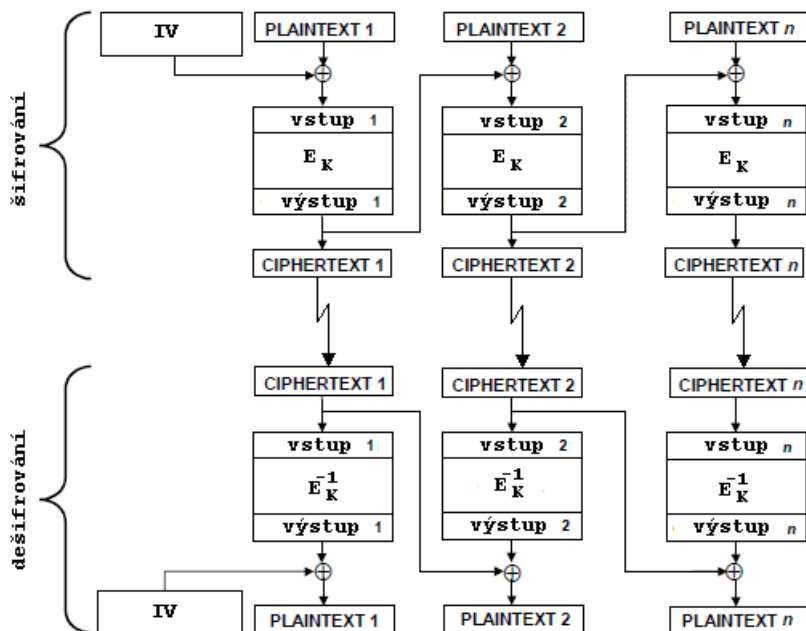 IV
PLAINTEXT 1 PLAINTEXT 2 PLAINTEXT n
vstup 1 vstup 2 vstup n
E K E K E K
výstup 1 výstup 2 výstup n
CIPHERTEXT 1 CIPHERTEXT 2 CIPHERTEXT n
šifrování
CIPHERTEXT 1 CIPHERTEXT 2 CIPHERTEXT n
vstup 1 vstup 2 vstup n
E K -1 E K -1 E K -1
výstup 1 výstup 2 výstup n
IV
PLAINTEXT 1 PLAINTEXT 2 PLAINTEXT n
dešifrování